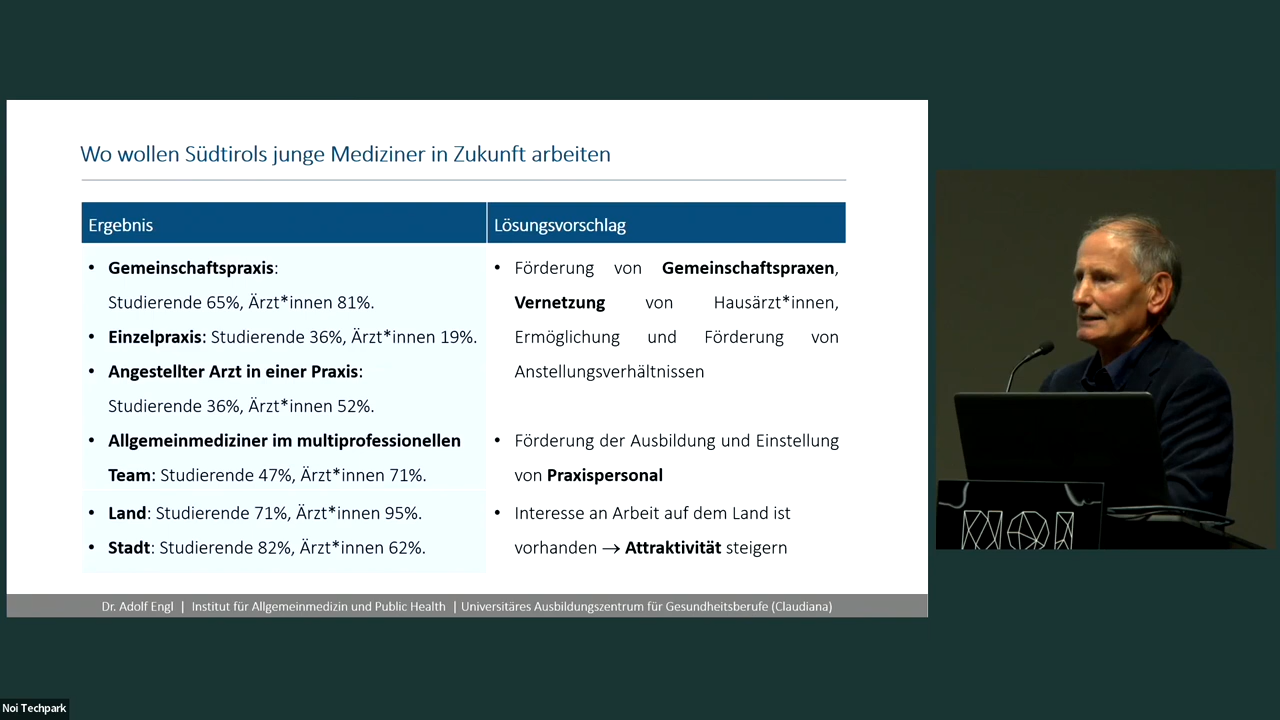 Wo wollen Südtirols junge Mediziner in Zukunft arbeiten
Ergebnis
• Gemeinschaftspraxis:
Studierende 65%, Ärzt*innen 81%.
• Einzelpraxis: Studierende 36%, Ärzt*innen 19%.
• Angestellter Arzt in einer Praxis:
Studierende 36%, Ärzt*innen 52%.
• Allgemeinmediziner im multiprofessionellen
Team: Studierende 47%, Ärzt*innen 71%.
• Land: Studierende 71%, Ärzt*innen 95%.
• Stadt: Studierende 82%, Ärzt*innen 62%.
Lösungsvorschlag
• Förderung von Gemeinschaftspraxen,
Vernetzung von Hausärzt*innen,
Ermöglichung und Förderung von
Anstellungsverhältnissen
• Förderung der Ausbildung und Einstellung
von Praxispersonal
• Interesse an Arbeit auf dem Land ist
vorhanden → Attraktivität steigern
Dr. Adolf Engl | Institut für Allgemeinmedizin und Public Health | Universitäres Ausbildungszentrum für Gesundheitsberufe (Claudiana)
NOI
Noi Techpark